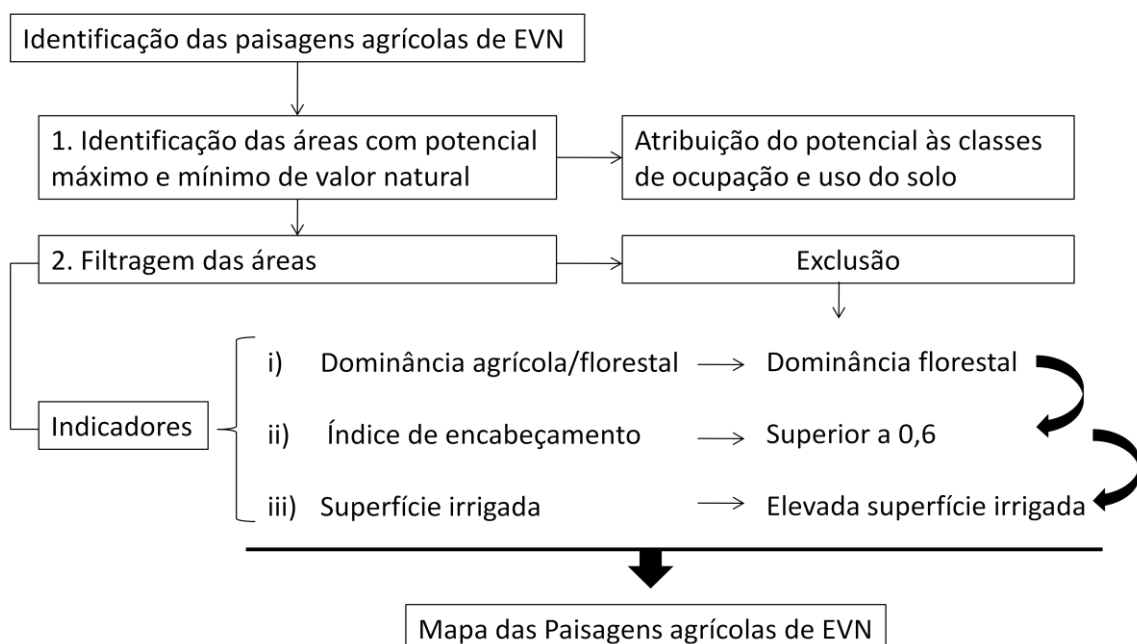 Identificação das paisagens agrícolas de EVN
1. Identificação das áreas com potencial
máximo e mínimo de valor natural
Atribuição do potencial às classes
de ocupação e uso do solo
2. Filtragem das áreas
Exclusão
Indicadores
i) Dominância agrícola/florestal
Dominância florestal
ii) Índice de encabeçamento
Superior a 0,6
iii) Superfície irrigada
Elevada superfície irrigada
Mapa das Paisagens agrícolas de EVN